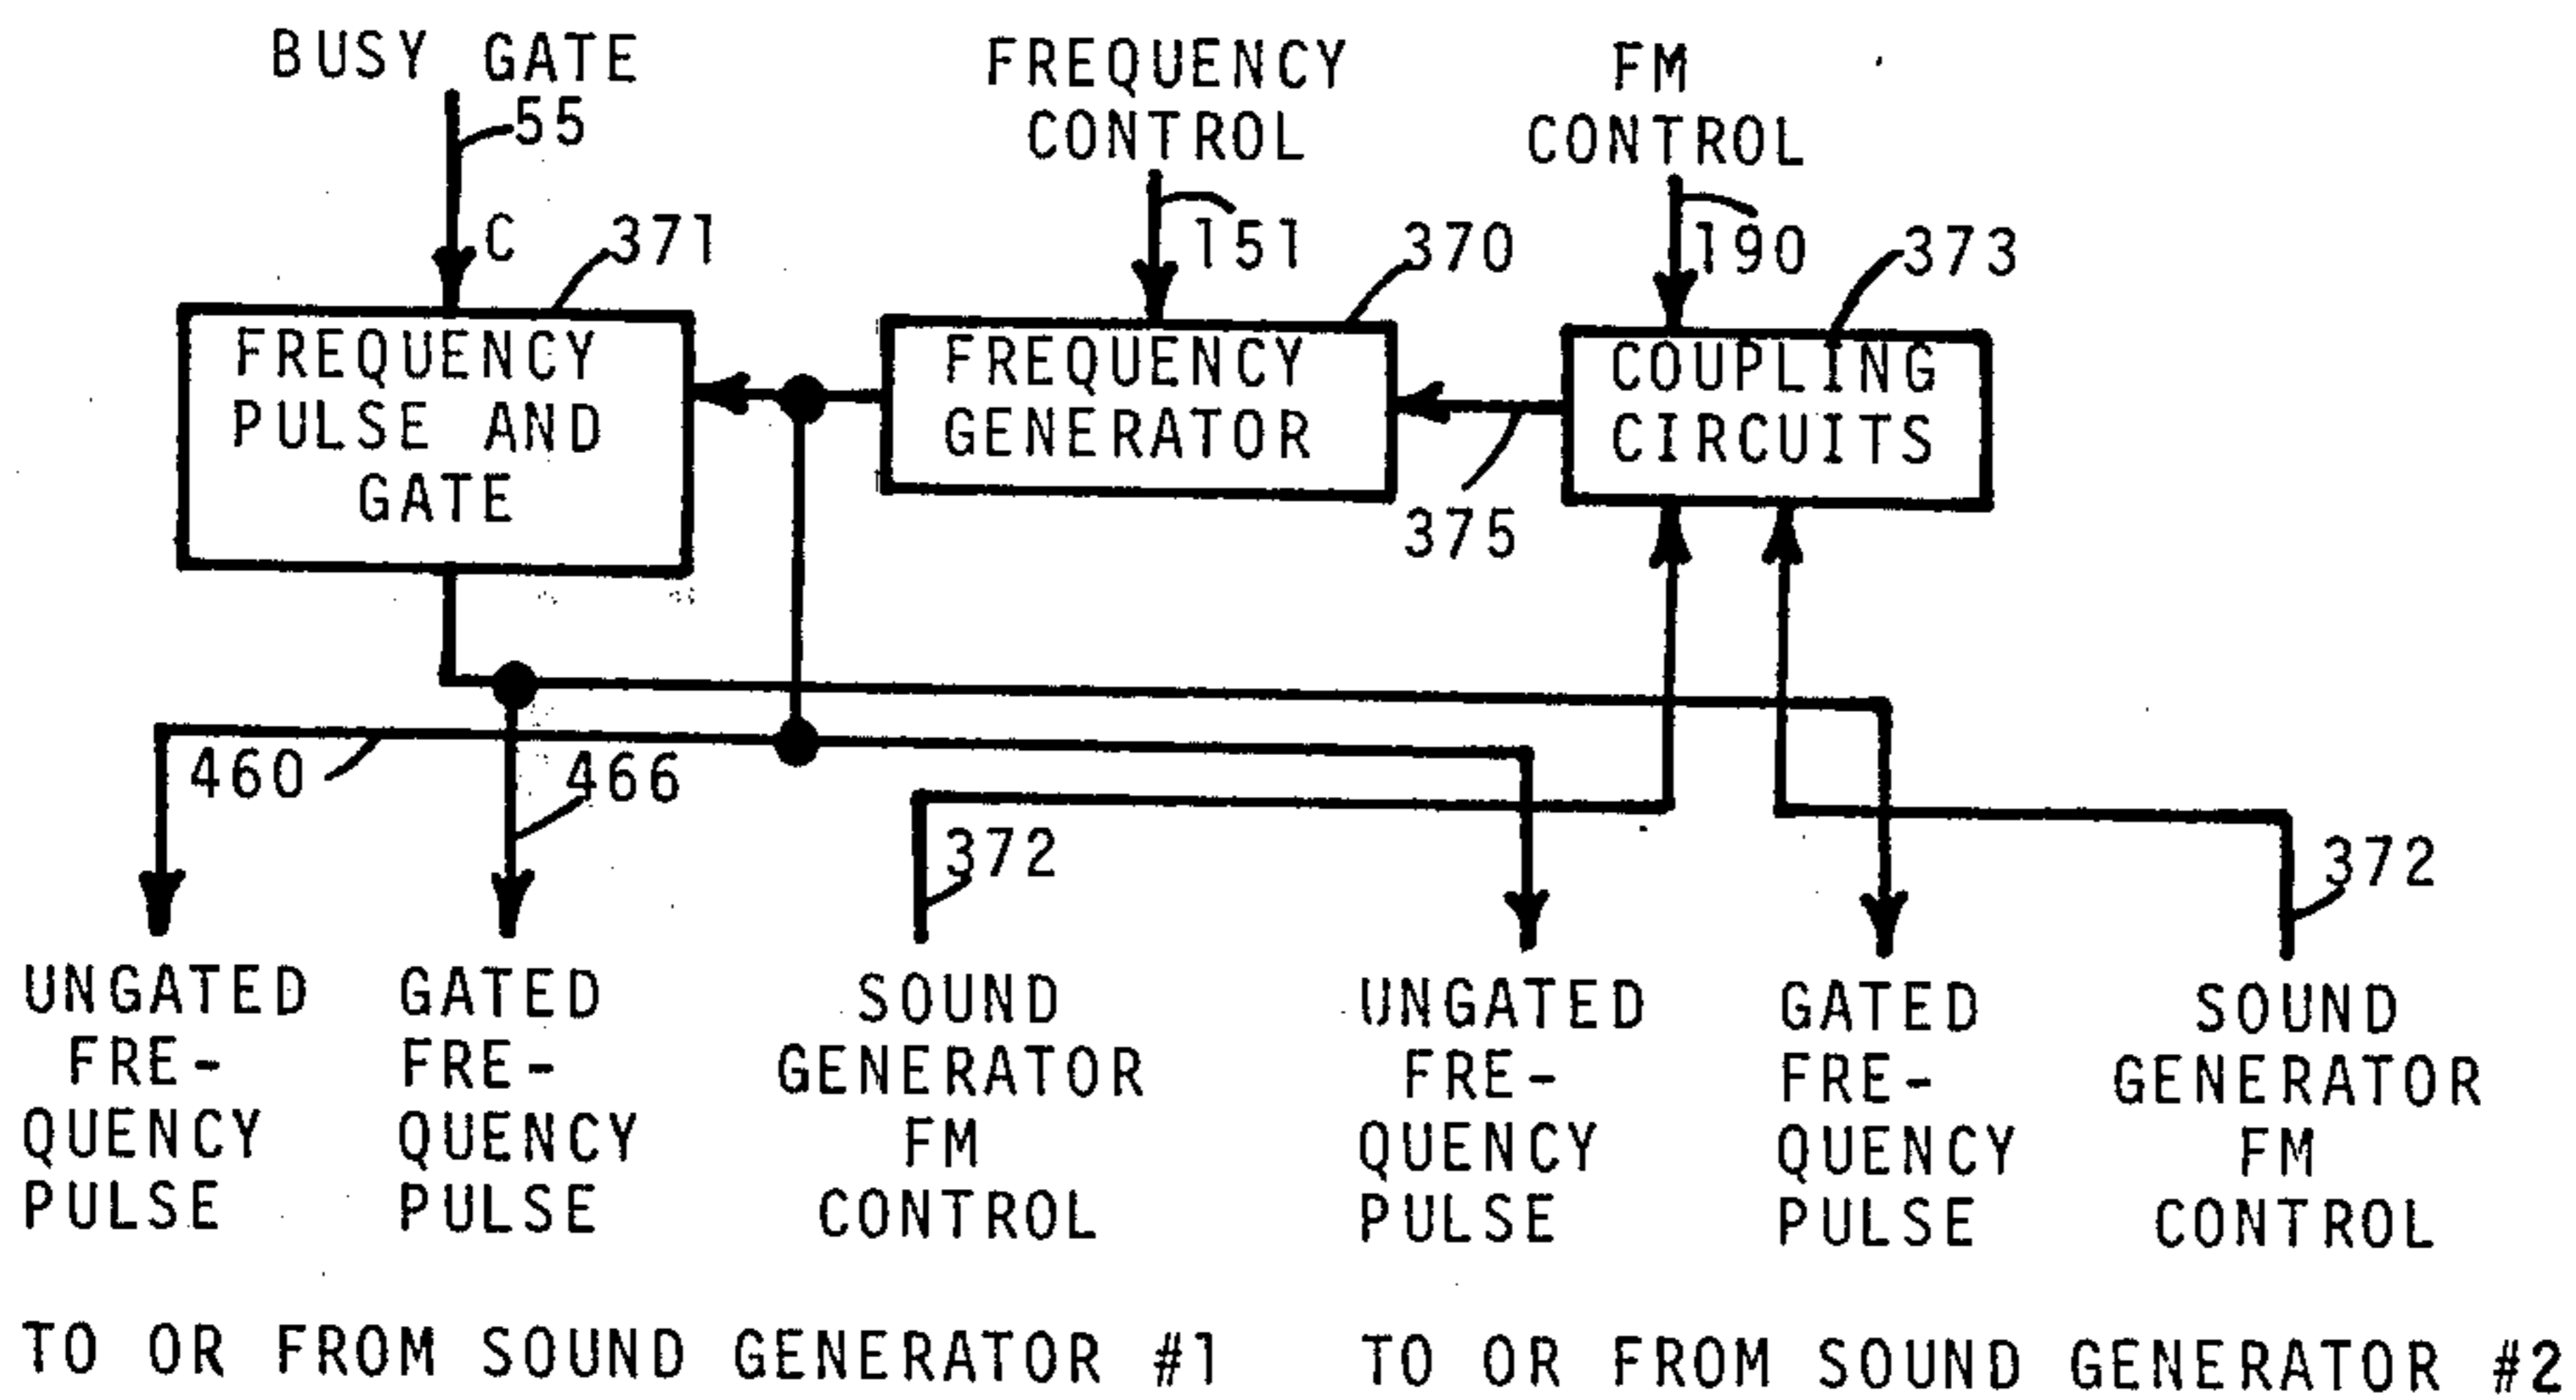 BUSY GATE
55
C
371
FREQUENCY
PULSE AND
GATE
FREQUENCY
CONTROL
151
370
FREQUENCY
GENERATOR
FM
CONTROL
190
373
COUPLING
CIRCUITS
375
460
466
372
372
UNGATED
FRE-
QUENCY
PULSE
GATED
FRE-
QUENCY
PULSE
SOUND
GENERATOR
FM
CONTROL
UNGATED
FRE-
QUENCY
PULSE
GATED
FRE-
QUENCY
PULSE
SOUND
GENERATOR
FM
CONTROL
TO OR FROM SOUND GENERATOR #1
TO OR FROM SOUND GENERATOR #2